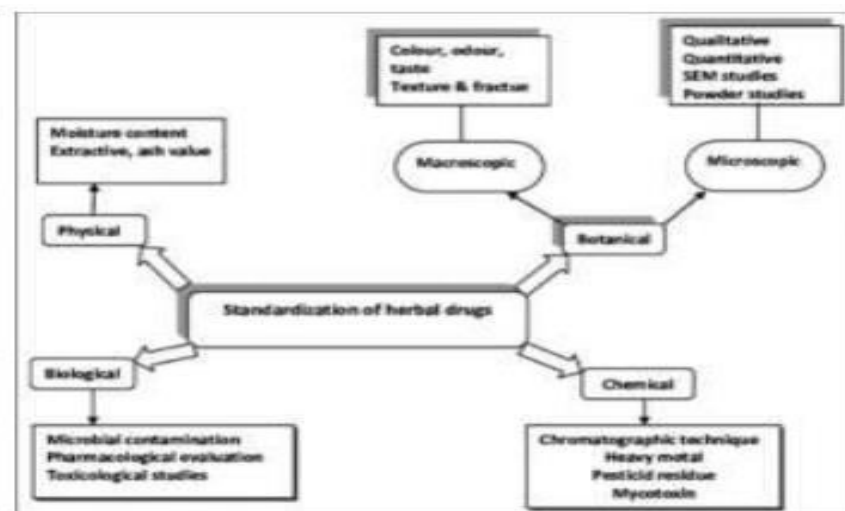 Colour, odour,
taste
Texture & fractue
Qualitative
Quantitative
SEM studies
Powder studies
Moisture content
Extractive, ash value
Macroscopic
Microscopic
Physical
Botanical
Standardization of herbal drugs
Biological
Chemical
Microbial contamination
Pharmacological evaluation
Toxicological studies
Chromatographic technique
Heavy metal
Pesticid residue
Mycotoxin